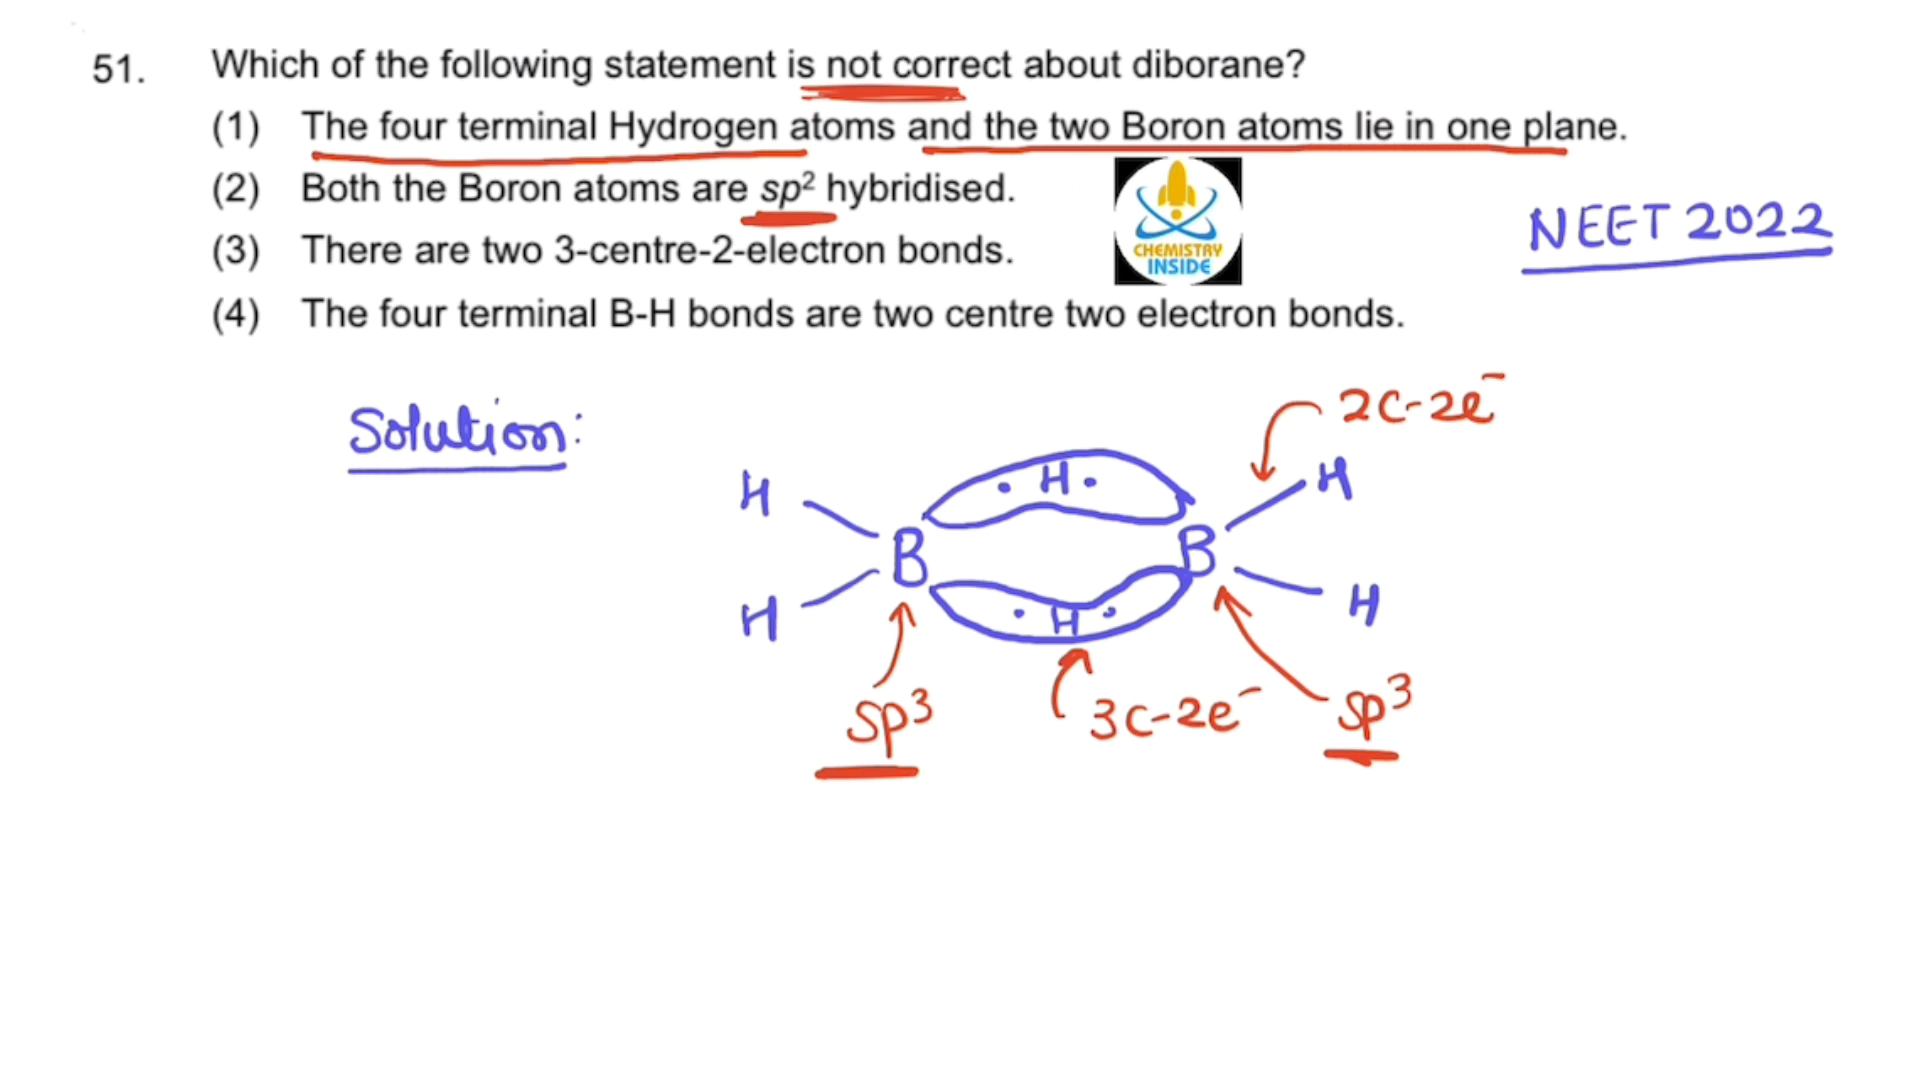 51. Which of the following statement is not correct about diborane?
(1) The four terminal Hydrogen atoms and the two Boron atoms lie in one plane.
(2) Both the Boron atoms are sp² hybridised.
(3) There are two 3-centre-2-electron bonds.
(4) The four terminal B-H bonds are two centre two electron bonds.
CHEMISTRY
INSIDE
NEET 2022
Solution:
2C-2e⁻
H H H
B B
H H H
sp³ 3C-2e⁻ sp³